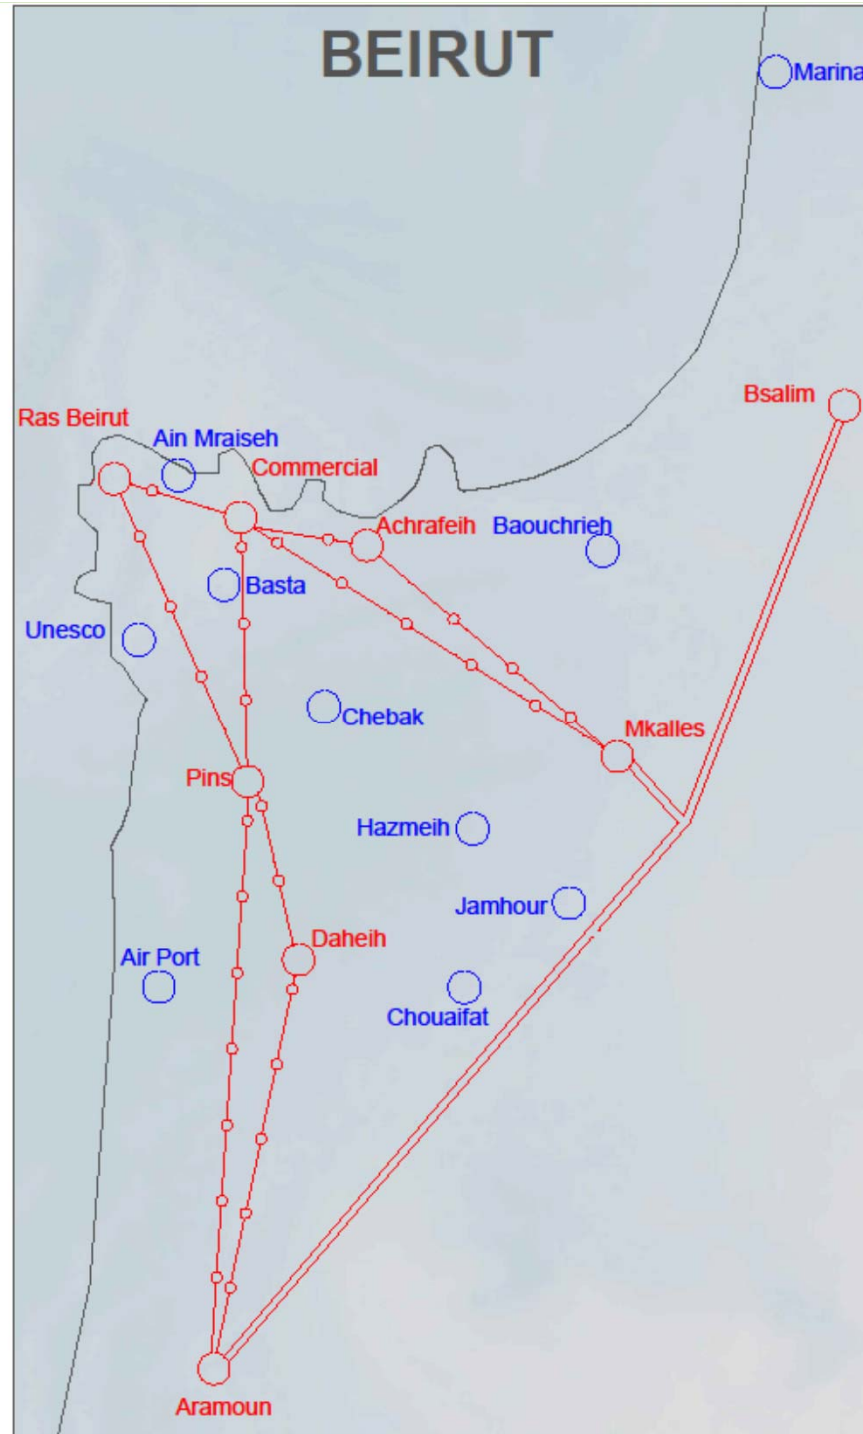 BEIRUT
Marina
Bsalim
Ras Beirut
Ain Mraiseh
Commercial
Achrafeih
Baouchrieh
Basta
Unesco
Chebak
Mkalles
Pins
Hazmeih
Jamhour
Daheih
Air Port
Chouaifat
Aramoun